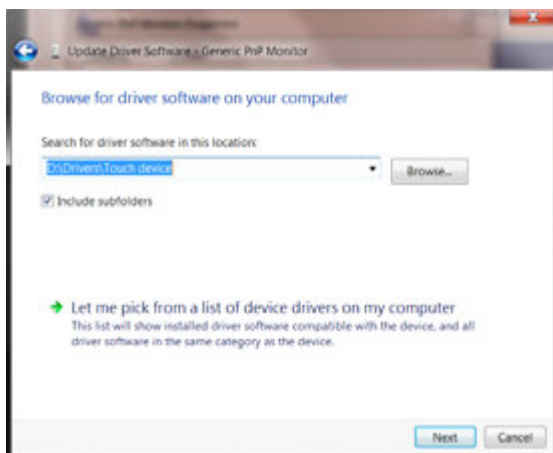 Update Driver Software - Generic PnP Monitor
Browse for driver software on your computer
Search for driver software in this location:
D:\Drivers\Touch device
Browse...
Include subfolders
Let me pick from a list of device drivers on my computer
This list will show installed driver software compatible with the device, and all
driver software in the same category as the device.
Next
Cancel